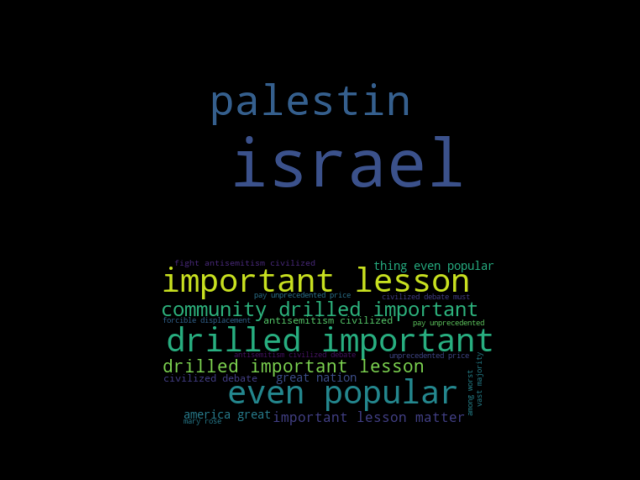 palestin
israel
fight antisemitism civilized
thing even popular
important lesson
pay unprecedented price
civilized debate must
community drilled important
forcible displacement
antisemitism civilized
pay unprecedented
drilled important
antisemitism civilized debate
unprecedented price
drilled important lesson
civilized debate
great nation
even popular
vast majority
among worst
america great
important lesson matter
mary rose